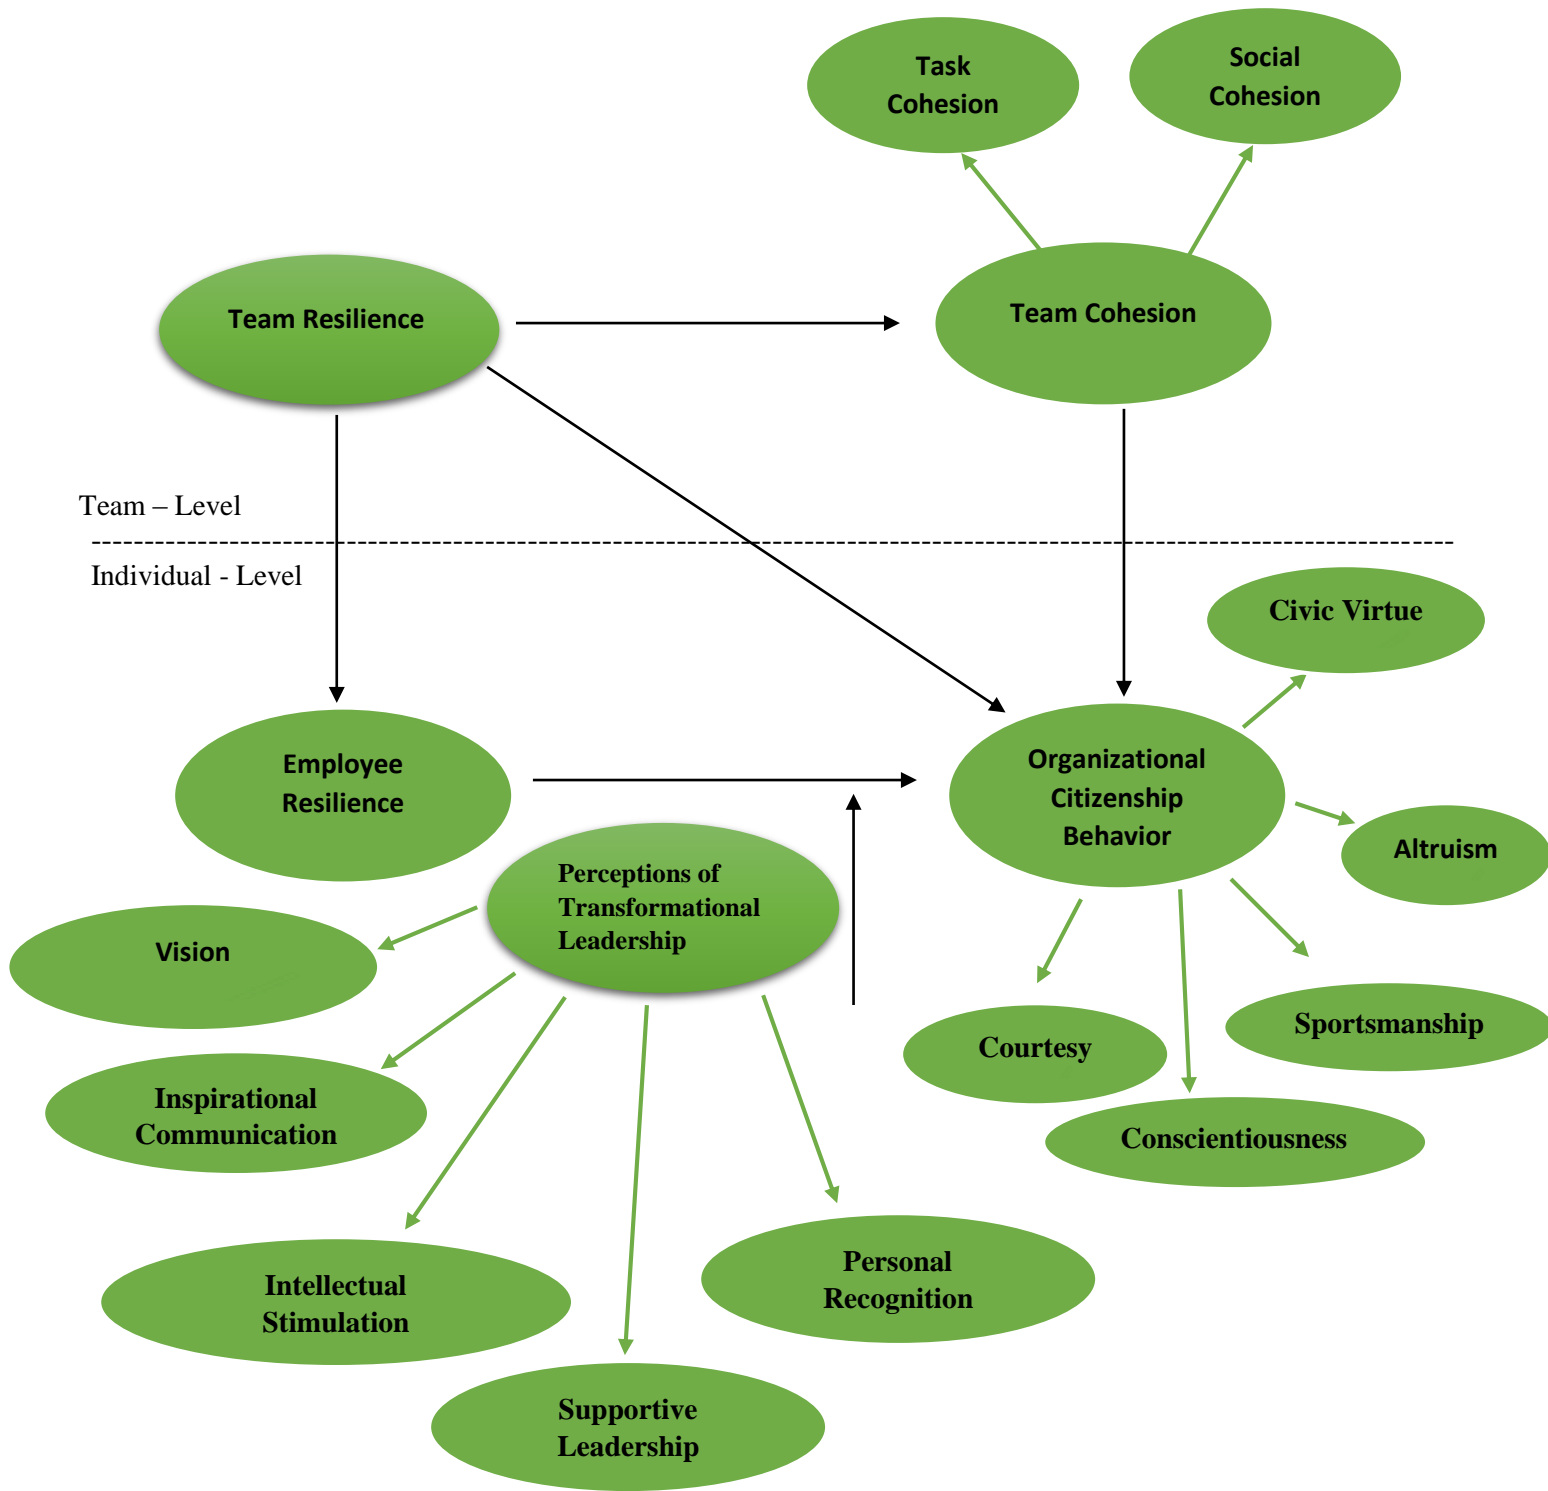 Task
Cohesion
Social
Cohesion
Team Resilience
Team Cohesion
Team – Level
Individual - Level
Civic Virtue
Employee
Resilience
Organizational
Citizenship
Behavior
Altruism
Perceptions of
Transformational
Leadership
Vision
Sportsmanship
Courtesy
Inspirational
Communication
Conscientiousness
Personal
Recognition
Intellectual
Stimulation
Supportive
Leadership